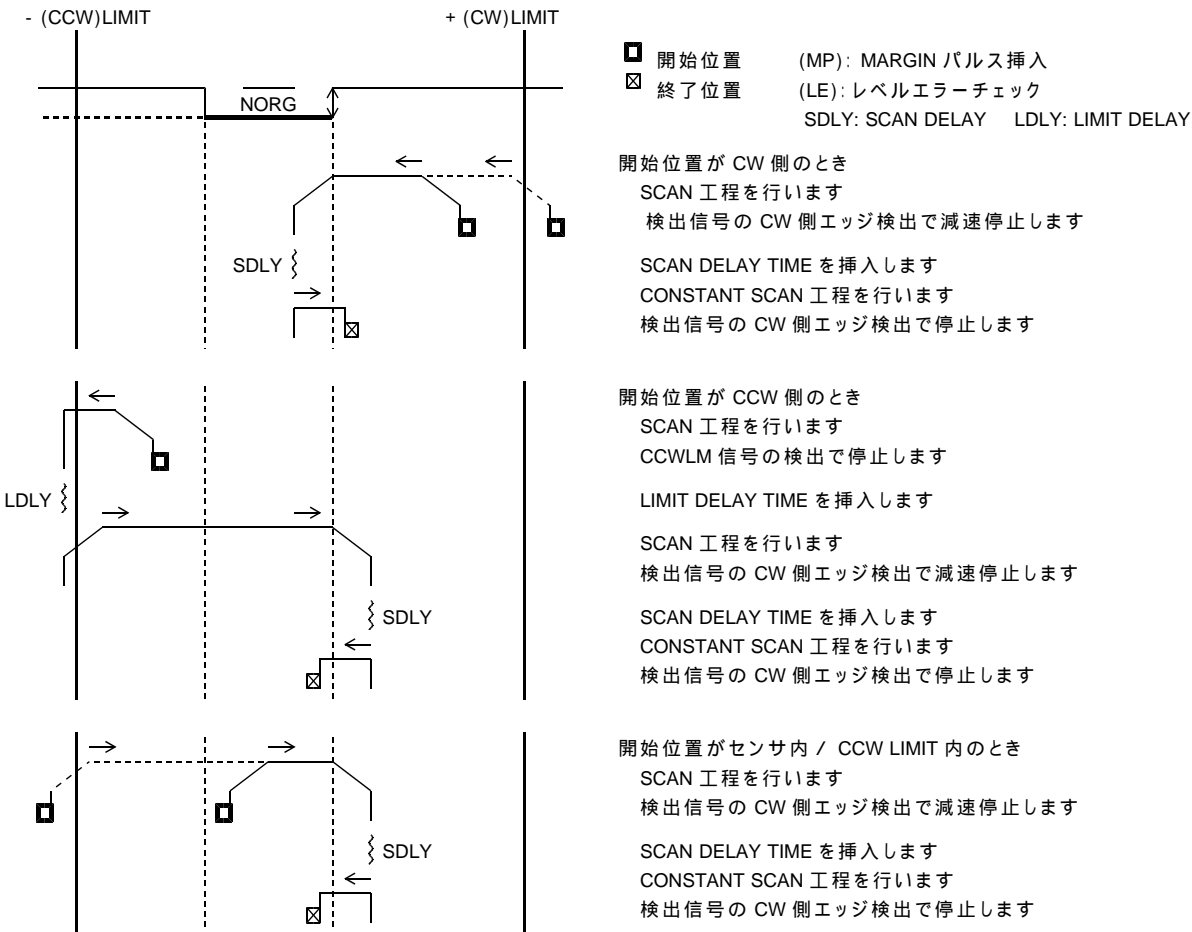 - (CCW)LIMIT
+ (CW)LIMIT
NORG
SDLY
開始位置 (MP): MARGIN パルス挿入
終了位置 (LE):レベルエラーチェック
SDLY: SCAN DELAY LDLY: LIMIT DELAY
開始位置が CW 側のとき
SCAN 工程を行います
検出信号の CW 側エッジ検出で減速停止します
SCAN DELAY TIME を挿入します
CONSTANT SCAN 工程を行います
検出信号の CW 側エッジ検出で停止します
LDLY
SDLY
開始位置が CCW 側のとき
SCAN 工程を行います
CCWLM 信号の検出で停止します
LIMIT DELAY TIME を挿入します
SCAN 工程を行います
検出信号の CW 側エッジ検出で減速停止します
SCAN DELAY TIME を挿入します
CONSTANT SCAN 工程を行います
検出信号の CW 側エッジ検出で停止します
SDLY
開始位置がセンサ内 / CCW LIMIT 内のとき
SCAN 工程を行います
検出信号の CW 側エッジ検出で減速停止します
SCAN DELAY TIME を挿入します
CONSTANT SCAN 工程を行います
検出信号の CW 側エッジ検出で停止します